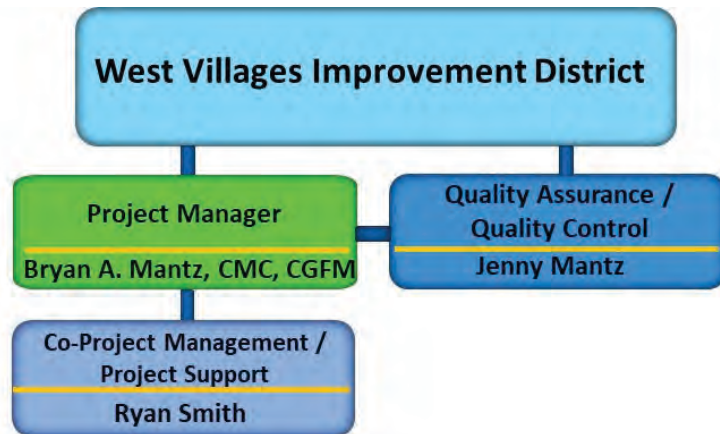 West Villages Improvement District
Project Manager
Bryan A. Mantz, CMC, CGFM
Quality Assurance /
Quality Control
Jenny Mantz
Co-Project Management /
Project Support
Ryan Smith